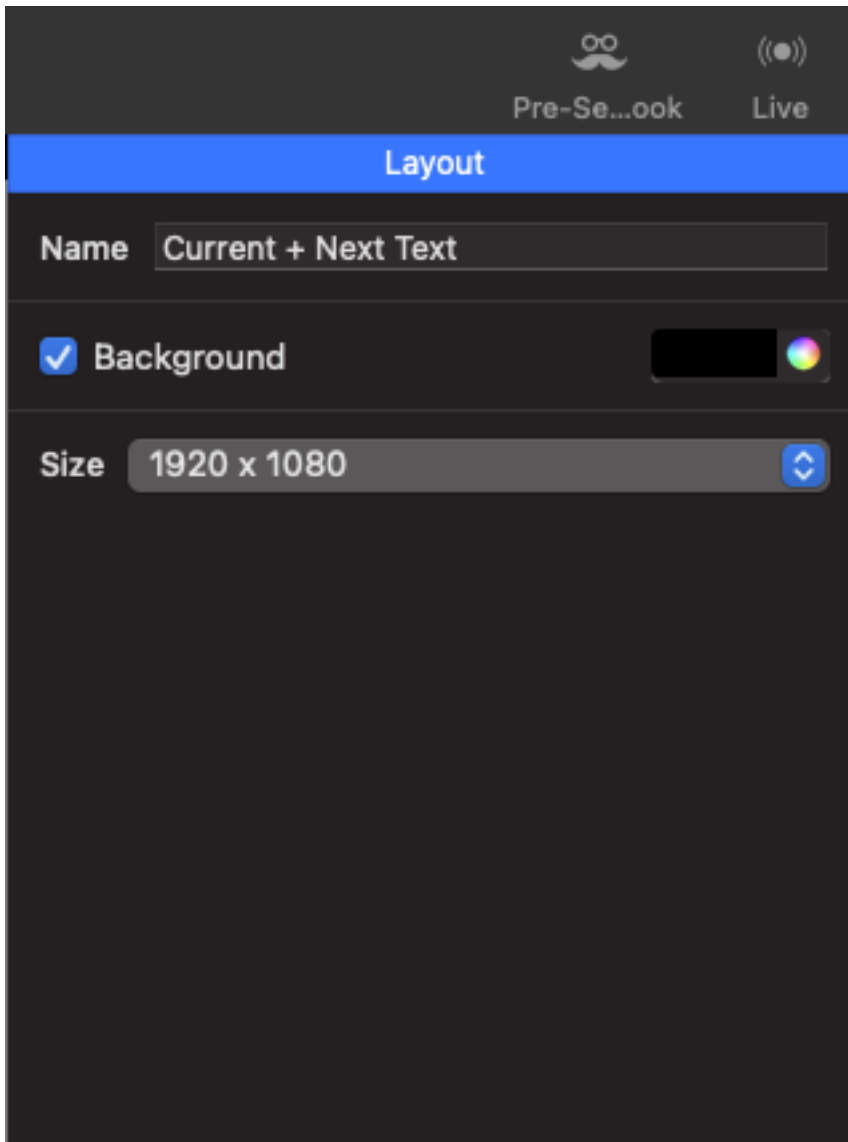 Pre-Se...ook Live
Layout
Name Current + Next Text
Background
Size 1920 x 1080